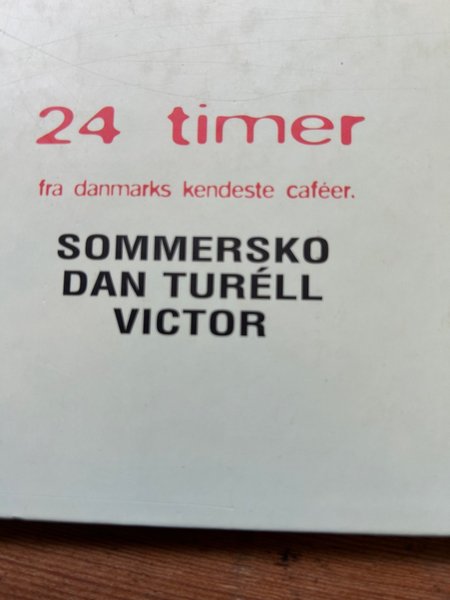 24 timer
fra danmarks kendeste caféer.
SOMMERSKO
DAN TURÉLL
VICTOR